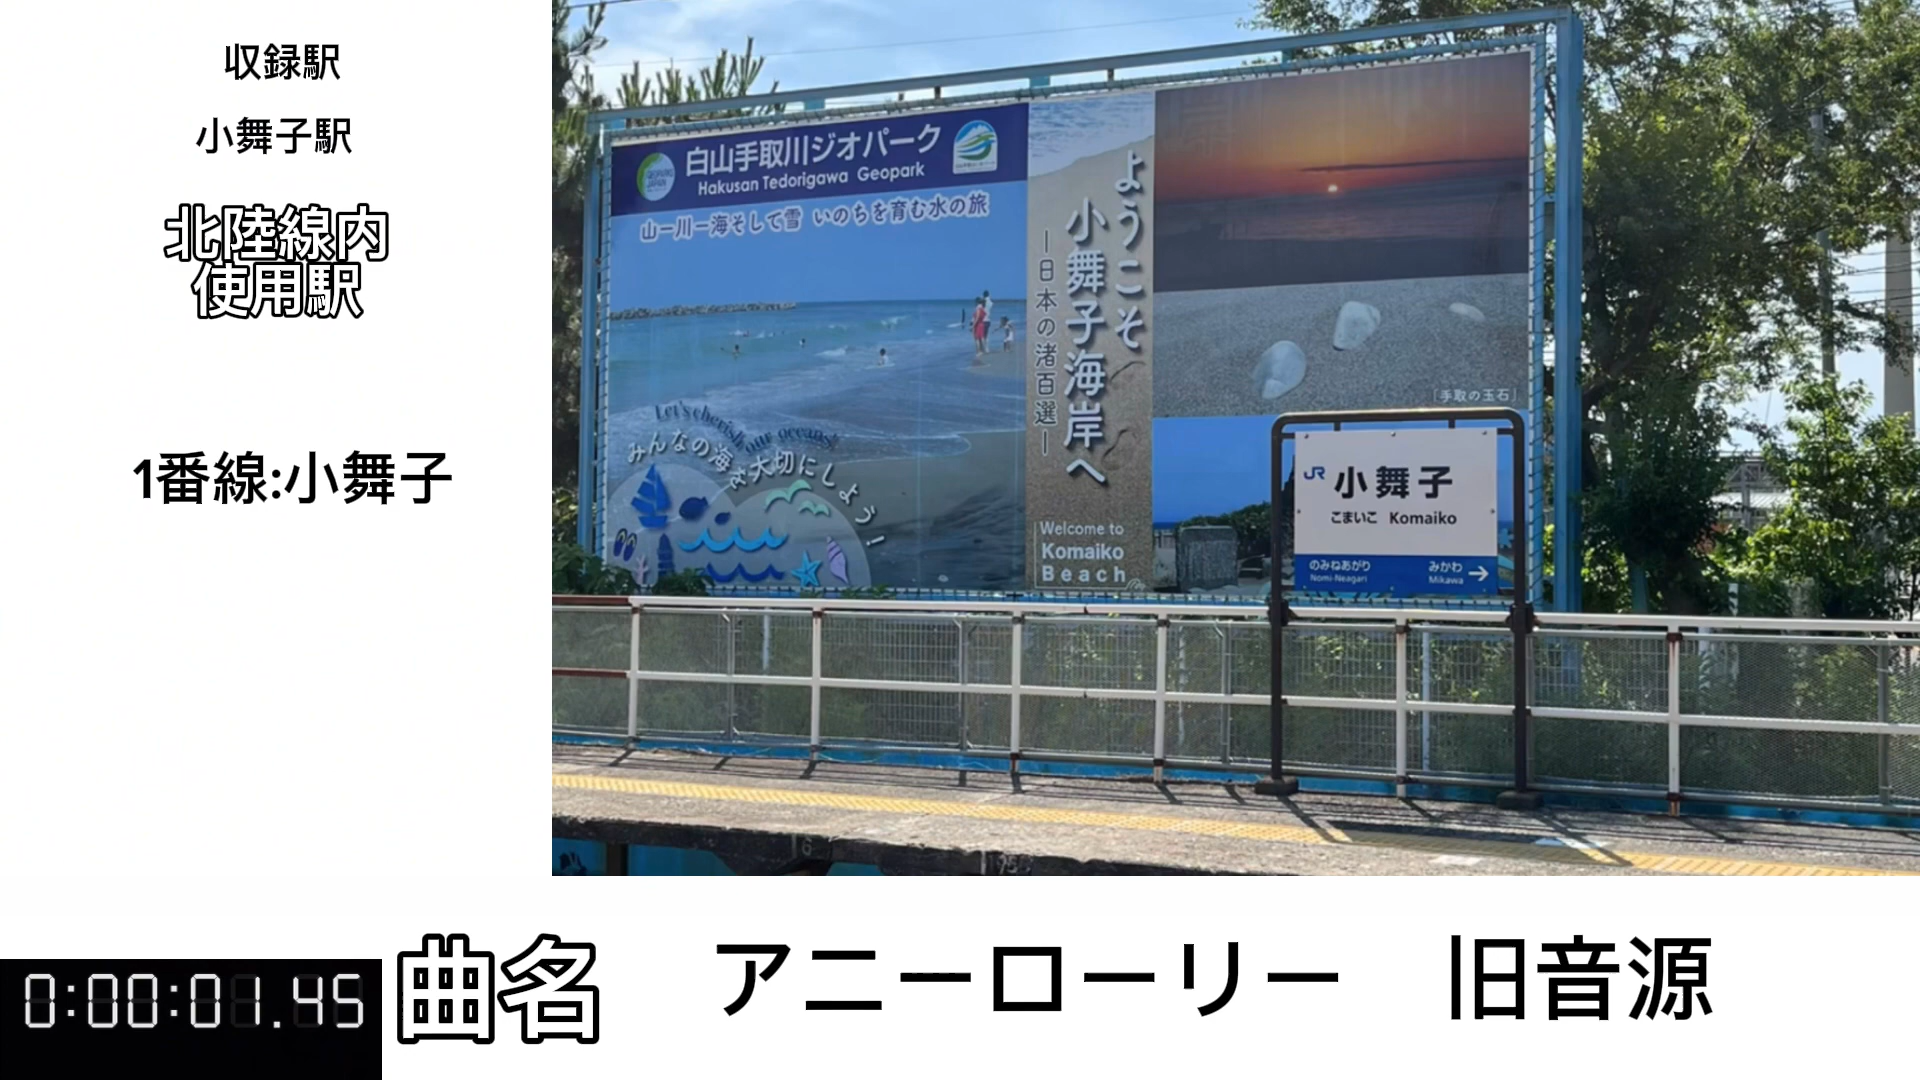 収録駅
小舞子駅
北陸線内
使用駅
1番線:小舞子
白山手取川ジオパーク
Hakusan Tedorigawa Geopark
山ー川ー海そして雪 いのちを育む水の旅
ようこそ
小舞子海岸へ
ー日本の渚百選ー
Let's cherish our oceans!
みんなの海を大切にしよう!
Welcome to
Komaiko
Beach
「手取の玉石」
JR 小舞子
こまいこ Komaiko
のみねあがり みかわ
Nomi-Neagari Mikawa
0:00:01.45
曲名 アニーローリー 旧音源